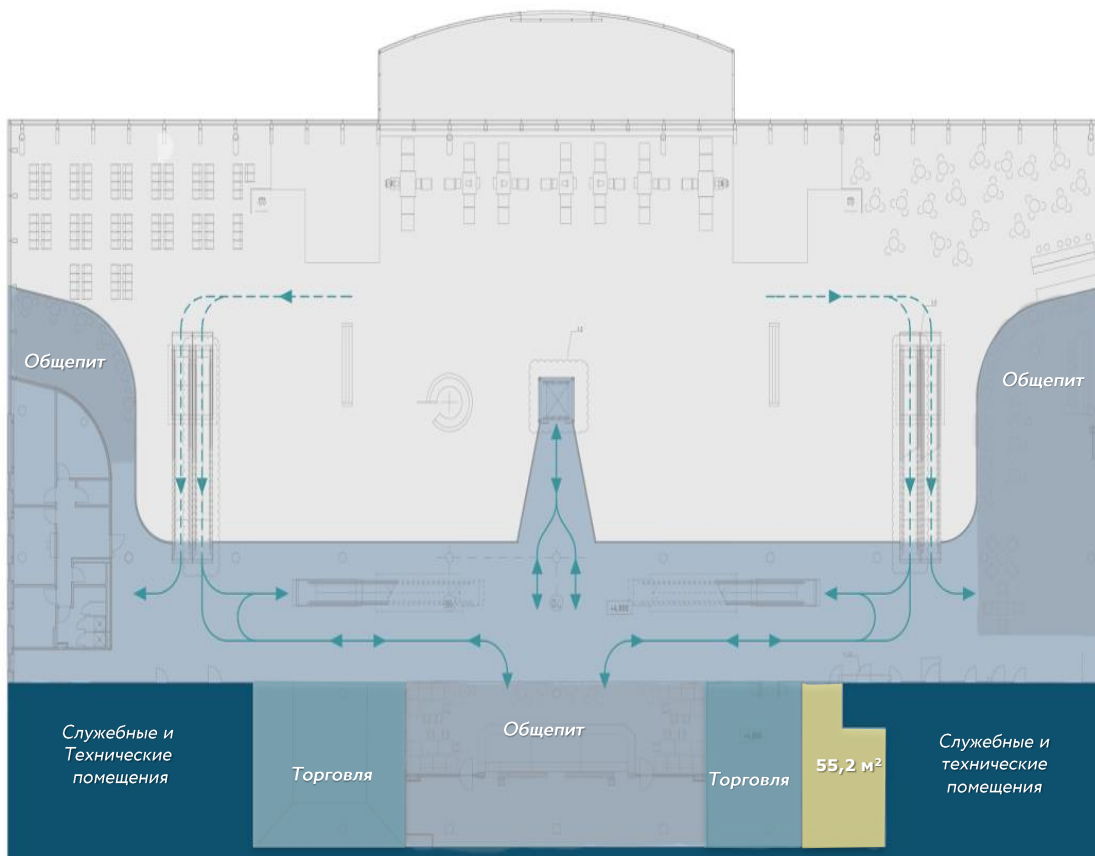 Общепит
Общепит
Служебные и
Технические
помещения
Торговля
Общепит
Торговля
55,2 м²
Служебные и
технические
помещения